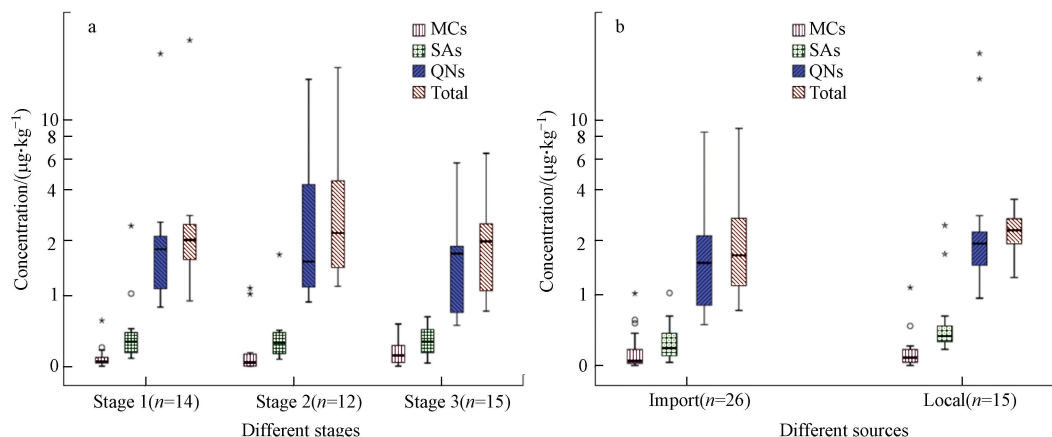 a
MCs
SAs
QNs
Total
Concentration/(μg·kg⁻¹)
10
8
6
4
2
1
0
Stage 1(n=14)
Stage 2(n=12)
Stage 3(n=15)
Different stages
b
MCs
SAs
QNs
Total
Concentration/(μg·kg⁻¹)
10
8
6
4
2
1
0
Import(n=26)
Local(n=15)
Different sources